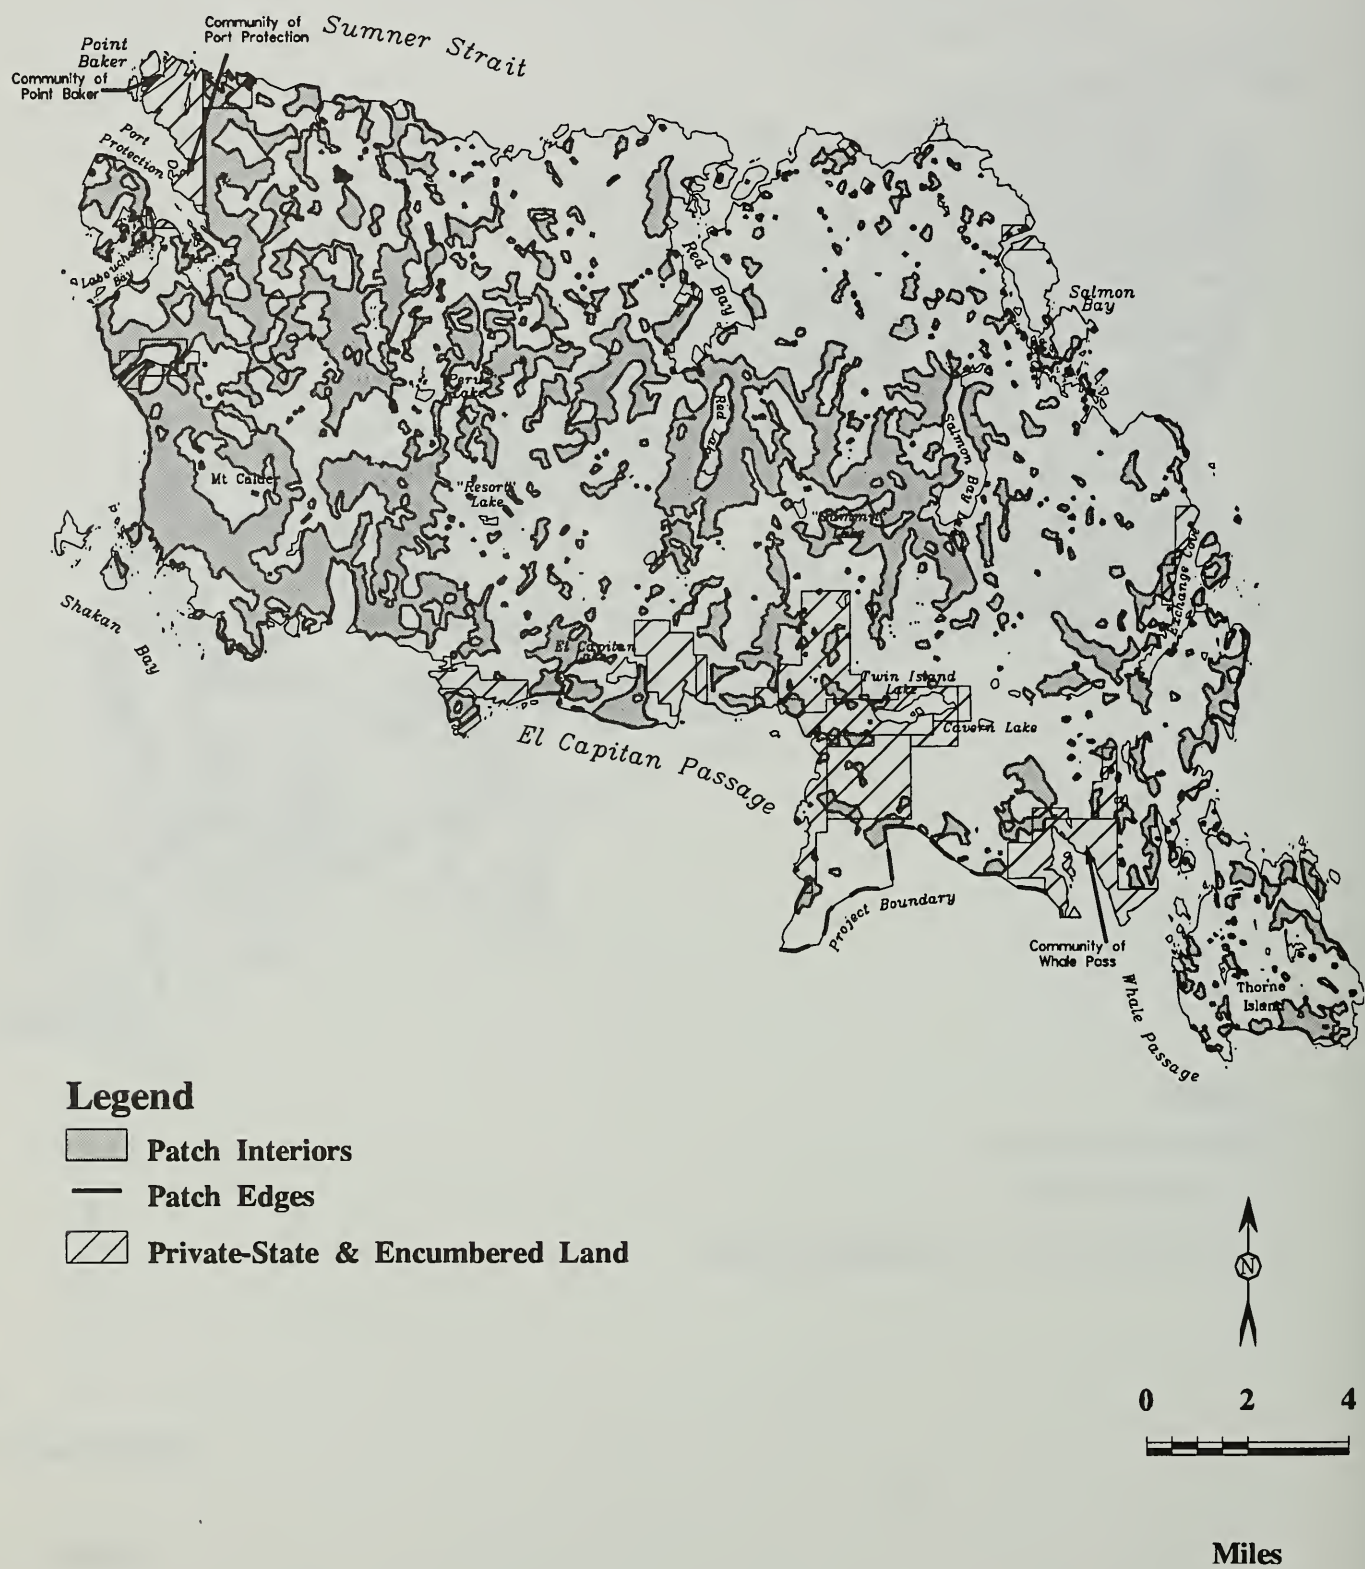 Community of
Port Protection
Sumner Strait
Point
Baker
Community of
Point Baker
Port
Protection
Labouchere
Bay
Red
Bay
Salmon
Bay
Red Lake
Salmon Bay
Mt Calder
"Resort"
Lake
"Summit"
Lake
Exchange Cove
Shakan
Bay
El Capitan
Lake
Twin Island
Lake
Cavern Lake
El Capitan Passage
Project Boundary
Community of
Whale Pass
Whale Passage
Thorne
Island
Legend
Patch Interiors
Patch Edges
Private-State & Encumbered Land
N
0 2 4
Miles